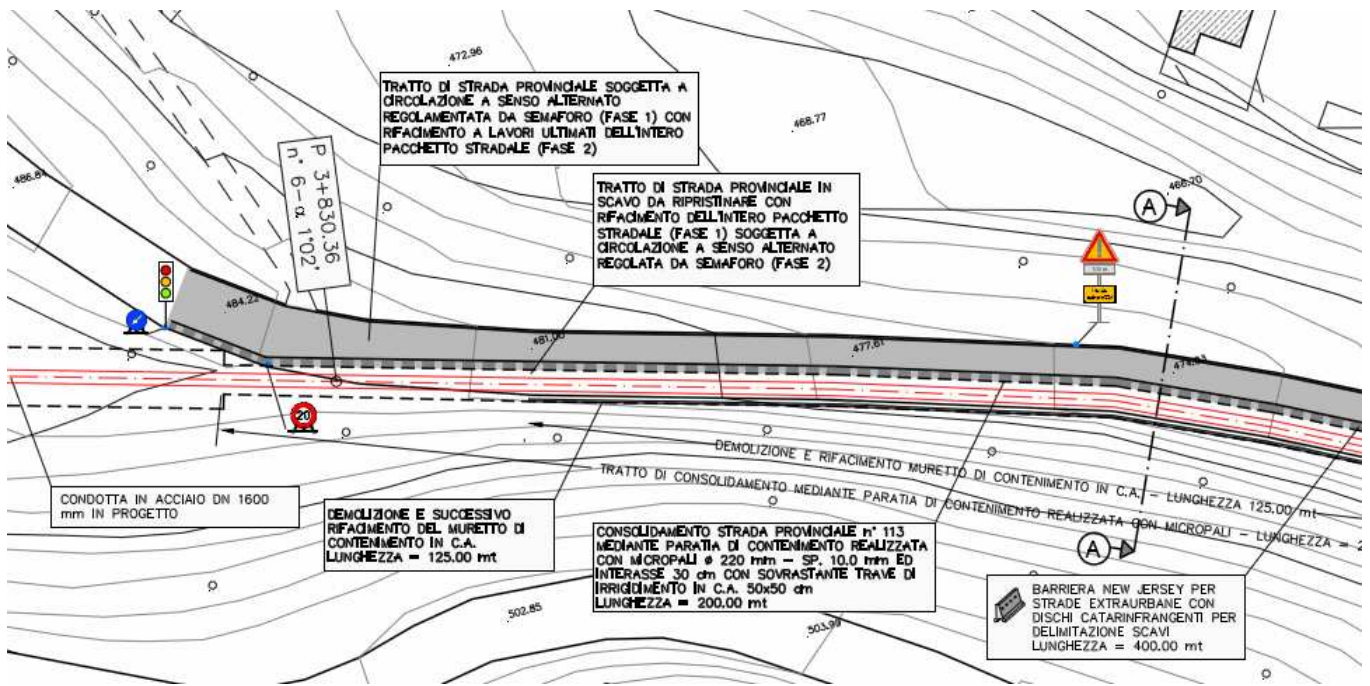 472.96
TRATTO DI STRADA PROVINCIALE SOGGETTA A
CIRCOLAZIONE A SENSO ALTERNATO
REGOLAMENTATA DA SEMAFORO (FASE 1) CON
RIFACIMENTO A LAVORI ULTIMATI DELL'INTERO
PACCHETTO STRADALE (FASE 2)
468.77
486.84
P 3+830.36
n° 6-α 1°02'
TRATTO DI STRADA PROVINCIALE IN
SCAVO DA RIPRISTINARE CON
RIFACIMENTO DELL'INTERO PACCHETTO
STRADALE (FASE 1) SOGGETTA A
CIRCOLAZIONE A SENSO ALTERNATO
REGOLATA DA SEMAFORO (FASE 2)
466.70
A
484.22
481.06
477.61
20
DEMOLIZIONE E RIFACIMENTO MURETTO DI CONTENIMENTO IN C.A. – LUNGHEZZA 125.00 mt
TRATTO DI CONSOLIDAMENTO MEDIANTE PARATIA DI CONTENIMENTO REALIZZATA CON MICROPALI – LUNGHEZZA = 2
CONDOTTA IN ACCIAIO DN 1600
mm IN PROGETTO
DEMOLIZIONE E SUCCESSIVO
RIFACIMENTO DEL MURETTO DI
CONTENIMENTO IN C.A.
LUNGHEZZA = 125.00 mt
CONSOLIDAMENTO STRADA PROVINCIALE n° 113
MEDIANTE PARATIA DI CONTENIMENTO REALIZZATA
CON MICROPALI ø 220 mm – SP. 10.0 mm ED
INTERASSE 30 cm CON SOVRASTANTE TRAVE DI
IRRIGIDIMENTO IN C.A. 50x50 cm
LUNGHEZZA = 200.00 mt
A
BARRIERA NEW JERSEY PER
STRADE EXTRAURBANE CON
DISCHI CATARINFRANGENTI PER
DELIMITAZIONE SCAVI
LUNGHEZZA = 400.00 mt
502.85
503.99